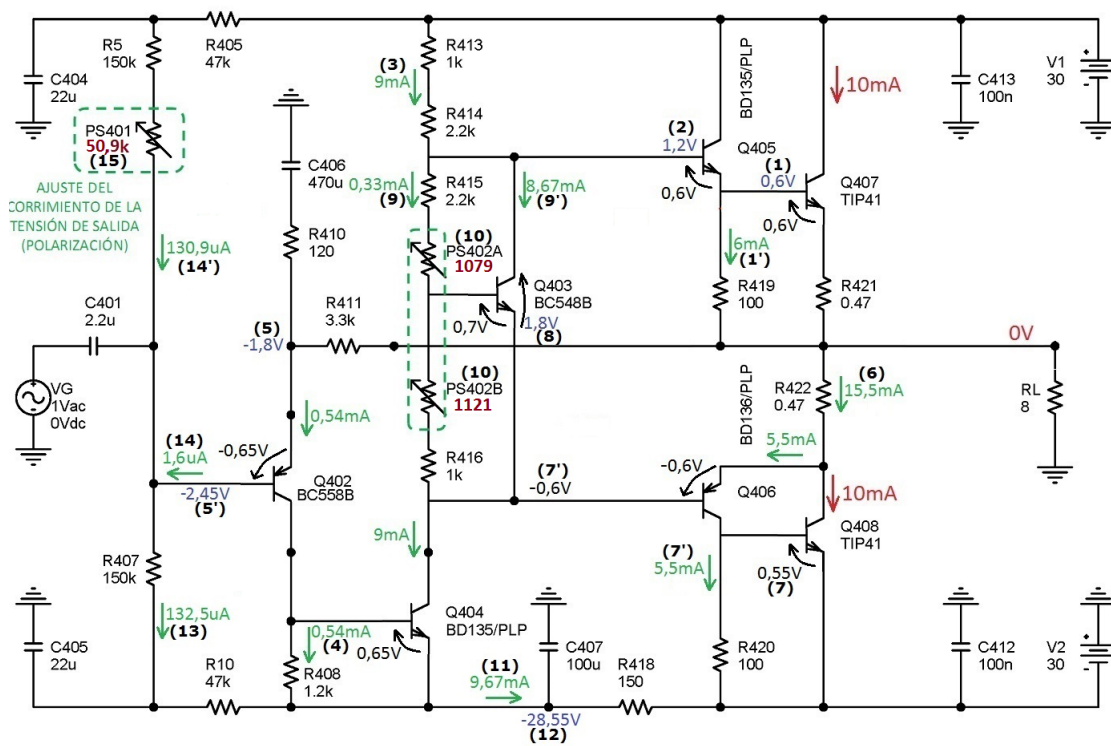 R5
150k
R405
47k
R413
1k
(3)
9mA
BD135/PLP
10mA
V1
30
C404
22u
C413
100n
PS401
50,9k
(15)
R414
2.2k
(2)
1,2V
Q405
AJUSTE DEL
CORRIMIENTO DE LA
TENSIÓN DE SALIDA
(POLARIZACIÓN)
C406
470u
0,33mA
(9)
R415
2.2k
8,67mA
(9')
0,6V
(1)
0,6V
Q407
TIP41
0,6V
130,9uA
(14')
R410
120
(10)
PS402A
1079
6mA
(1')
Q403
BC548B
R419
100
R421
0.47
C401
2.2u
R411
3.3k
0,7V
1,8V
(8)
(5)
-1,8V
0V
VG
1Vac
0Vdc
(10)
PS402B
1121
BD136/PLP
R422
0.47
(6)
15,5mA
RL
8
0,54mA
5,5mA
(14)
1,6uA
-0,65V
R416
1k
(7')
-0,6V
-0,6V
Q406
10mA
-2,45V
(5')
Q402
BC558B
Q408
TIP41
R407
150k
9mA
(7')
5,5mA
0,55V
(7)
132,5uA
(13)
0,54mA
(4)
Q404
BD135/PLP
0,65V
C405
22u
R10
47k
R408
1.2k
(11)
9,67mA
C407
100u
R418
150
R420
100
C412
100n
V2
30
-28,55V
(12)